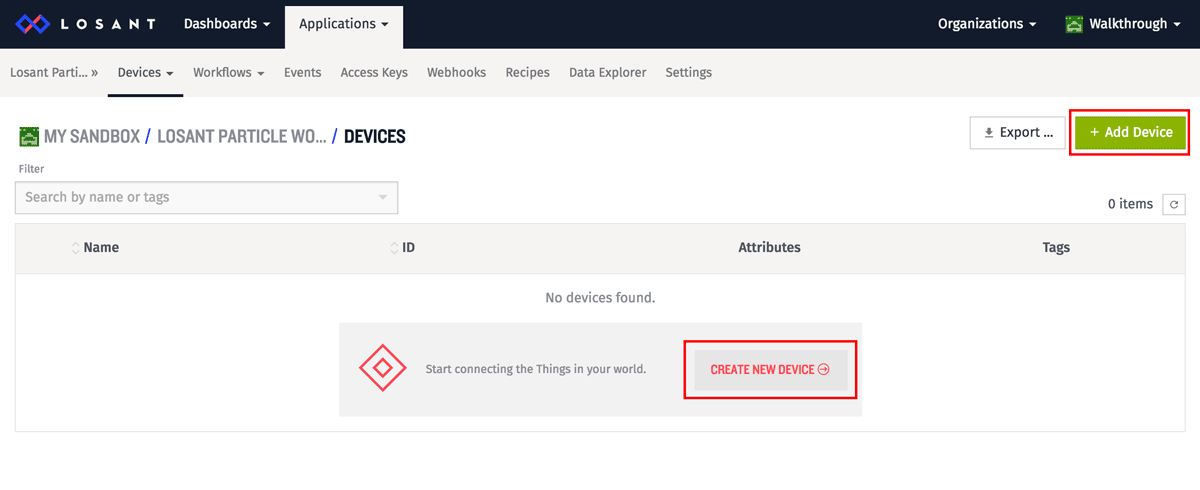 LOSANT Dashboards Applications Organizations Walkthrough
Losant Parti... » Devices Workflows Events Access Keys Webhooks Recipes Data Explorer Settings
MY SANDBOX / LOSANT PARTICLE WO... / DEVICES
Export ... + Add Device
Filter
Search by name or tags
0 items
Name ID Attributes Tags
No devices found.
Start connecting the Things in your world. CREATE NEW DEVICE